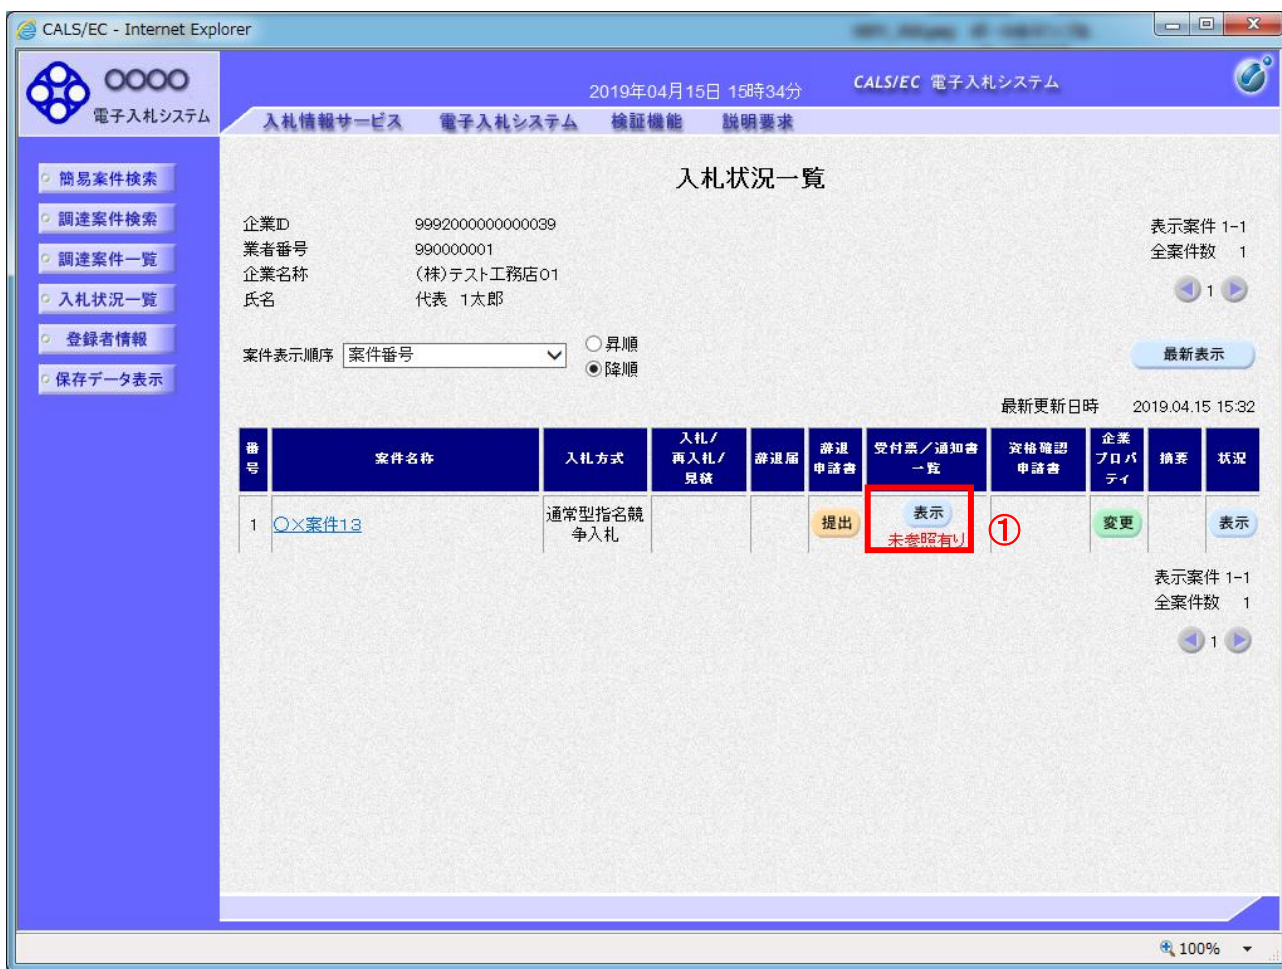 CALS/EC - Internet Explorer
○○○○
電子入札システム
2019年04月15日 15時34分
CALS/EC 電子入札システム
入札情報サービス 電子入札システム 検証機能 説明要求
簡易案件検索
調達案件検索
調達案件一覧
入札状況一覧
登録者情報
保存データ表示
入札状況一覧
企業ID 9992000000000039
業者番号 990000001
企業名称 (株)テスト工務店01
氏名 代表 1太郎
表示案件 1-1
全案件数 1
1
案件表示順序 案件番号
昇順
降順
最新表示
最新更新日時 2019.04.15 15:32
番号 案件名称 入札方式 入札/再入札/見積 辞退届 辞退申請書 受付票/通知書一覧 資格確認申請書 企業プロパティ 摘要 状況
1 ○×案件13 通常型指名競争入札 提出 表示 未参照有り 変更 表示
①
表示案件 1-1
全案件数 1
1
100%